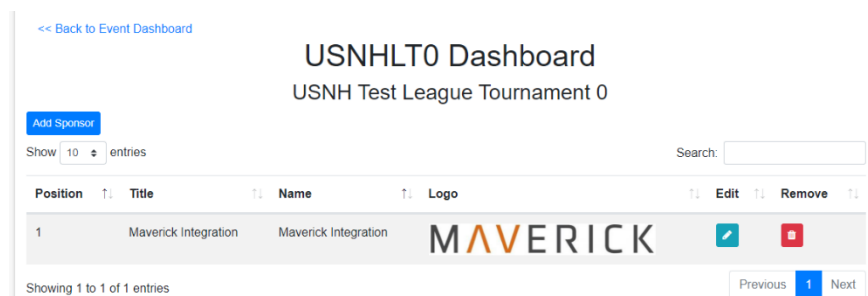 << Back to Event Dashboard
USNHLT0 Dashboard
USNH Test League Tournament 0
Add Sponsor
Show 10 entries
Search:
Position Title Name Logo Edit Remove
1 Maverick Integration Maverick Integration MAVERICK
Showing 1 to 1 of 1 entries
Previous 1 Next